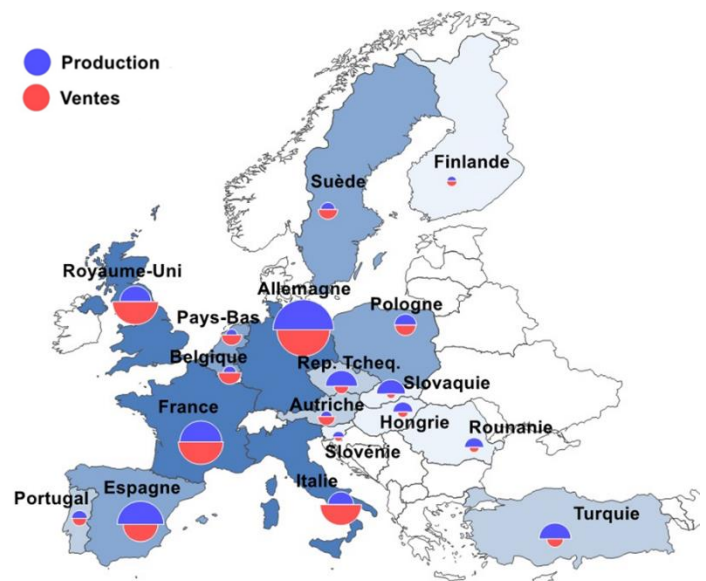 Production
Ventes
Finlande
Suède
Royaume-Uni
Allemagne
Pays-Bas
Pologne
Belgique
Rep. Tcheq.
Slovaquie
Autriche
France
Hongrie
Rounanie
Slovénie
Italie
Portugal
Espagne
Turquie